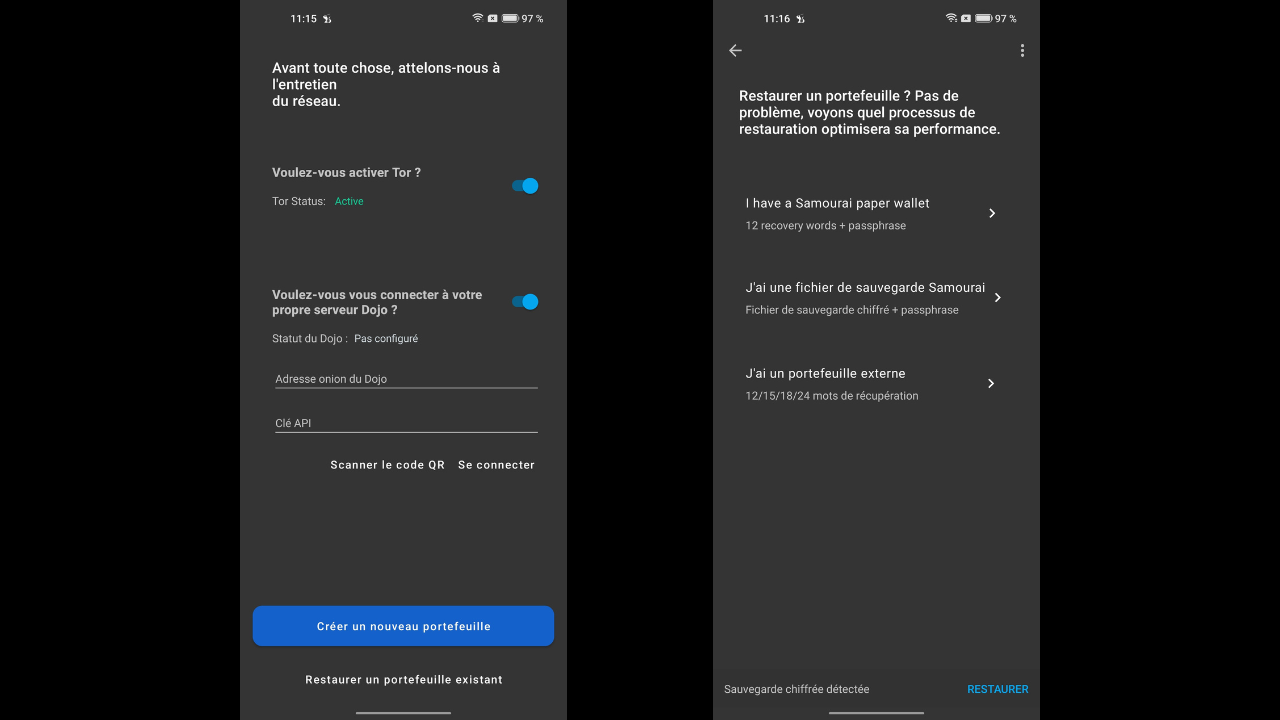 11:15
97 %
Avant toute chose, attelons-nous à
l'entretien
du réseau.
Voulez-vous activer Tor ?
Tor Status: Active
Voulez-vous vous connecter à votre
propre serveur Dojo ?
Statut du Dojo : Pas configuré
Adresse onion du Dojo
Clé API
Scanner le code QR Se connecter
Créer un nouveau portefeuille
Restaurer un portefeuille existant
11:16
97 %
Restaurer un portefeuille ? Pas de
problème, voyons quel processus de
restauration optimisera sa performance.
I have a Samourai paper wallet
12 recovery words + passphrase
J'ai une fichier de sauvegarde Samourai
Fichier de sauvegarde chiffré + passphrase
J'ai un portefeuille externe
12/15/18/24 mots de récupération
Sauvegarde chiffrée détectée RESTAURER